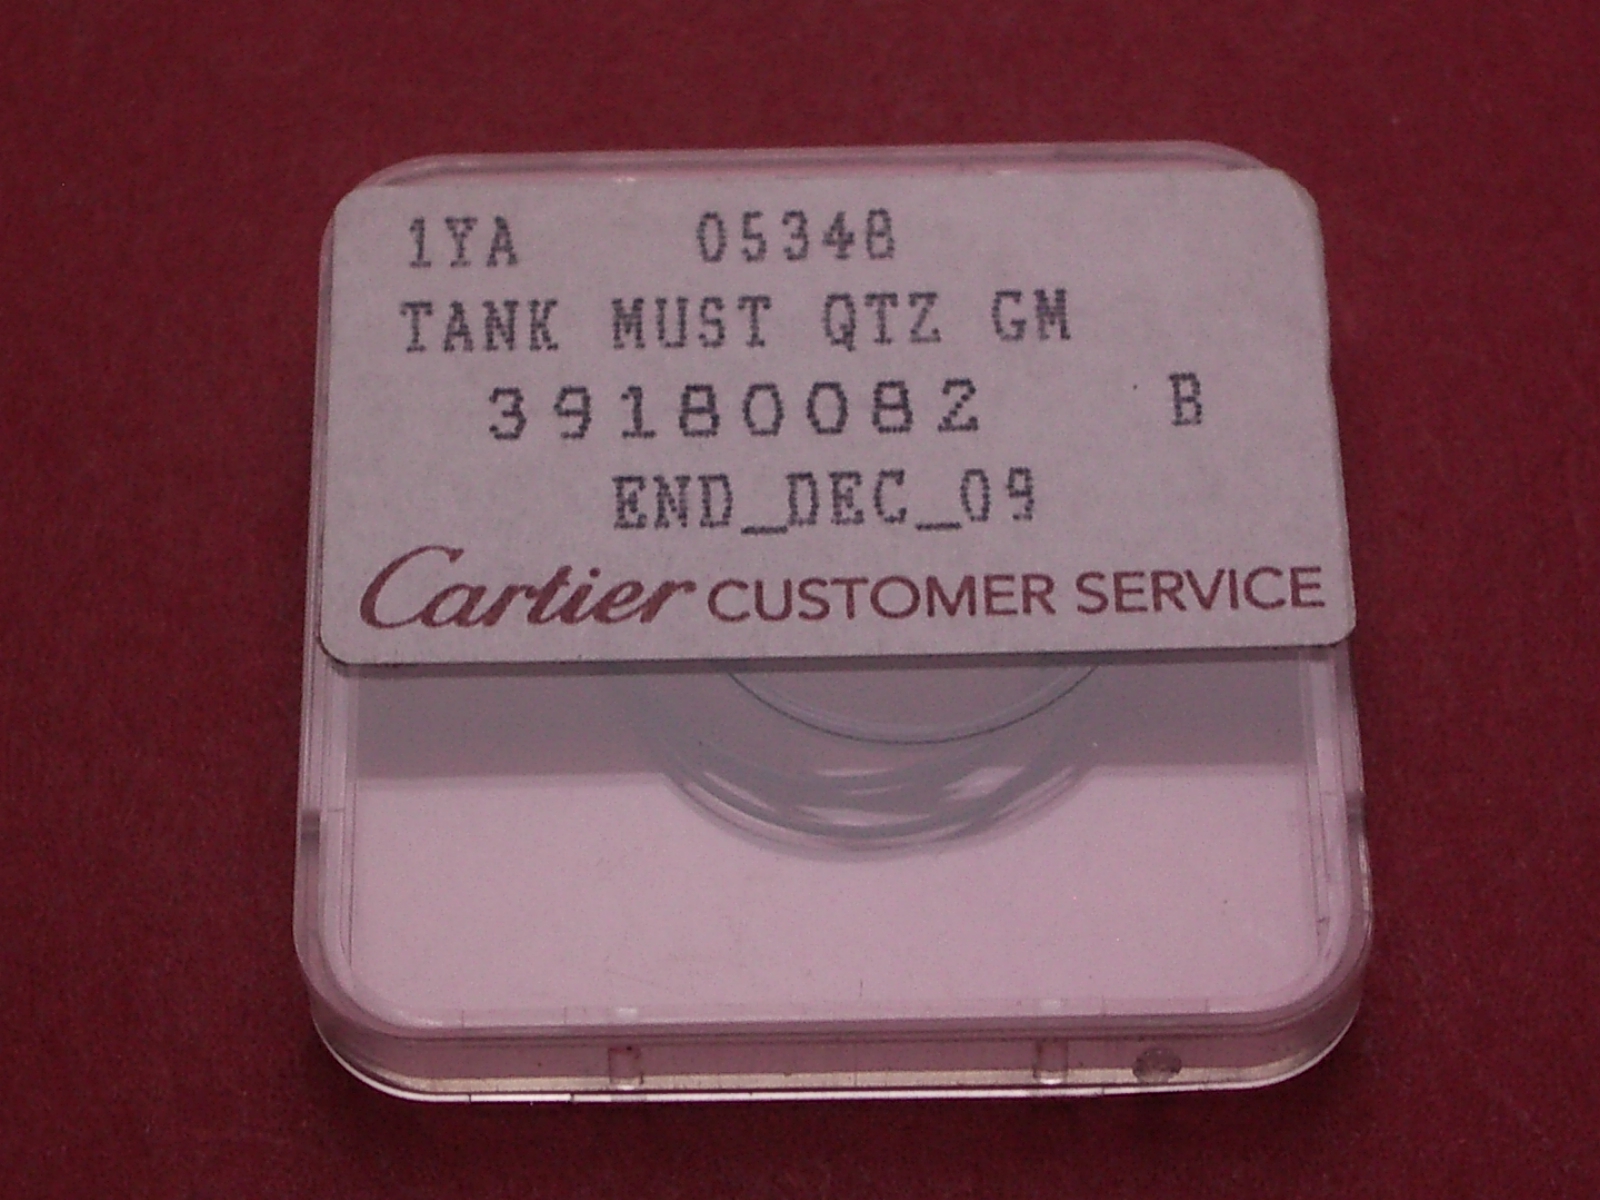 1YA 05348
TANK MUST QTZ GM
39180082 B
END_DEC_09
Cartier CUSTOMER SERVICE